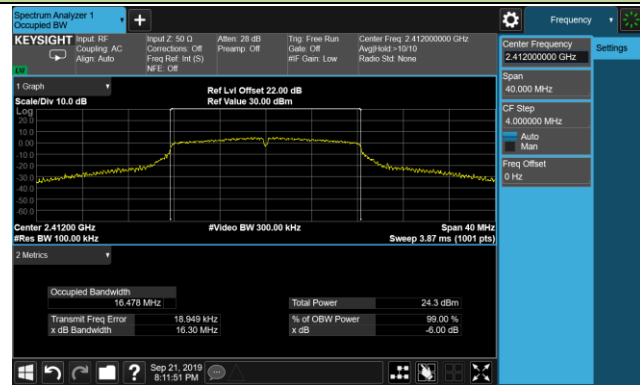 Spectrum Analyzer 1
Occupied BW
+
Frequency
KEYSIGHT
Input: RF
Coupling: AC
Align: Auto
Input Z: 50 Ω
Corrections: Off
Freq Ref: Int (S)
NFE: Off
Atten: 28 dB
Preamp: Off
Trig: Free Run
Gate: Off
#IF Gain: Low
Center Freq: 2.412000000 GHz
Avg|Hold:>10/10
Radio Std: None
LW
Center Frequency
2.412000000 GHz
Settings
Span
40.000 MHz
CF Step
4.000000 MHz
Auto
Man
Freq Offset
0 Hz
1 Graph
Scale/Div 10.0 dB
Ref Lvl Offset 22.00 dB
Ref Value 30.00 dBm
Log
20.0
10.0
0.00
-10.0
-20.0
-30.0
-40.0
-50.0
-60.0
Center 2.41200 GHz
#Res BW 100.00 kHz
#Video BW 300.00 kHz
Span 40 MHz
Sweep 3.87 ms (1001 pts)
2 Metrics
Occupied Bandwidth
16.478 MHz
Transmit Freq Error 18.949 kHz
x dB Bandwidth 16.30 MHz
Total Power 24.3 dBm
% of OBW Power 99.00 %
x dB -6.00 dB
?
Sep 21, 2019
8:11:51 PM